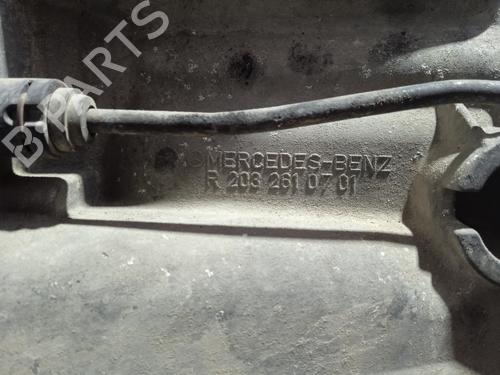 B-PARTS
MERCEDES-BENZ
R 203 261 07 01